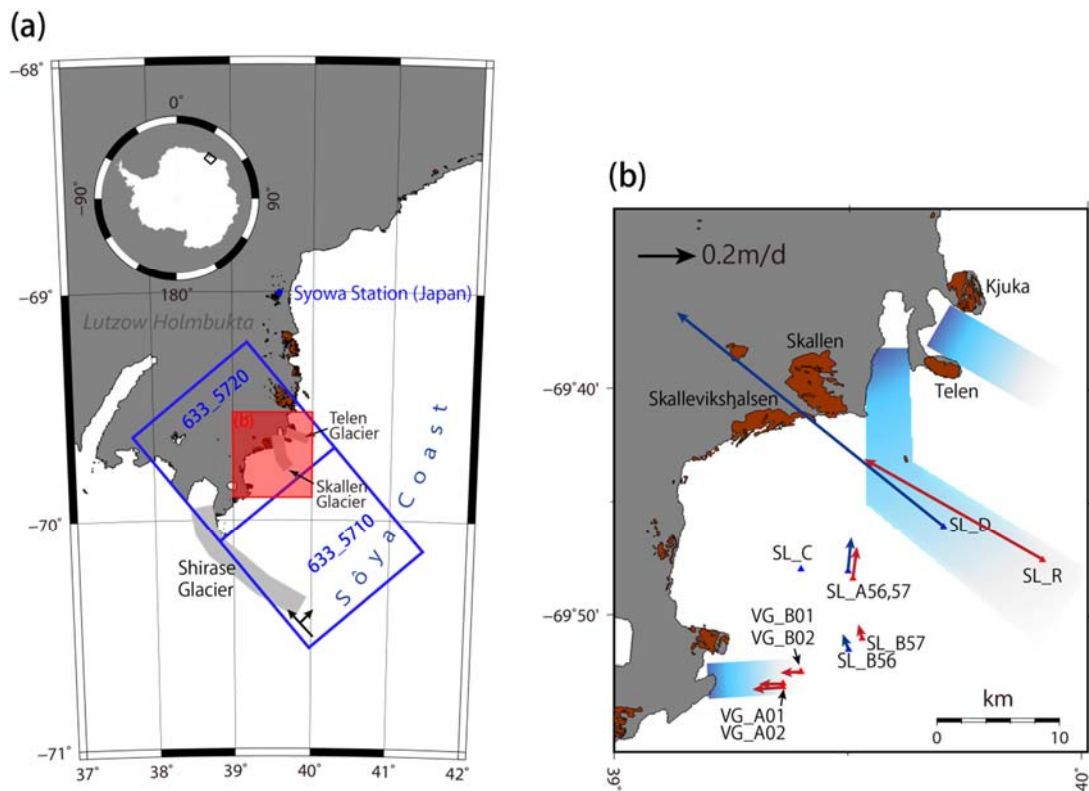 (a)
−68˚
0˚
−90˚
90˚
180˚
−69˚
Syowa Station (Japan)
Lutzow Holmbukta
633_5720
(b)
Telen
Glacier
Skallen
Glacier
−70˚
633_5710
Sôya Coast
Shirase
Glacier
−71˚
37˚
38˚
39˚
40˚
41˚
42˚
(b)
0.2m/d
Kjuka
Skallen
Telen
−69˚40'
Skallevikshalsen
SL_D
SL_C
SL_R
SL_A56,57
−69˚50'
VG_B01
VG_B02
SL_B57
SL_B56
VG_A01
VG_A02
km
0
10
39˚
40˚